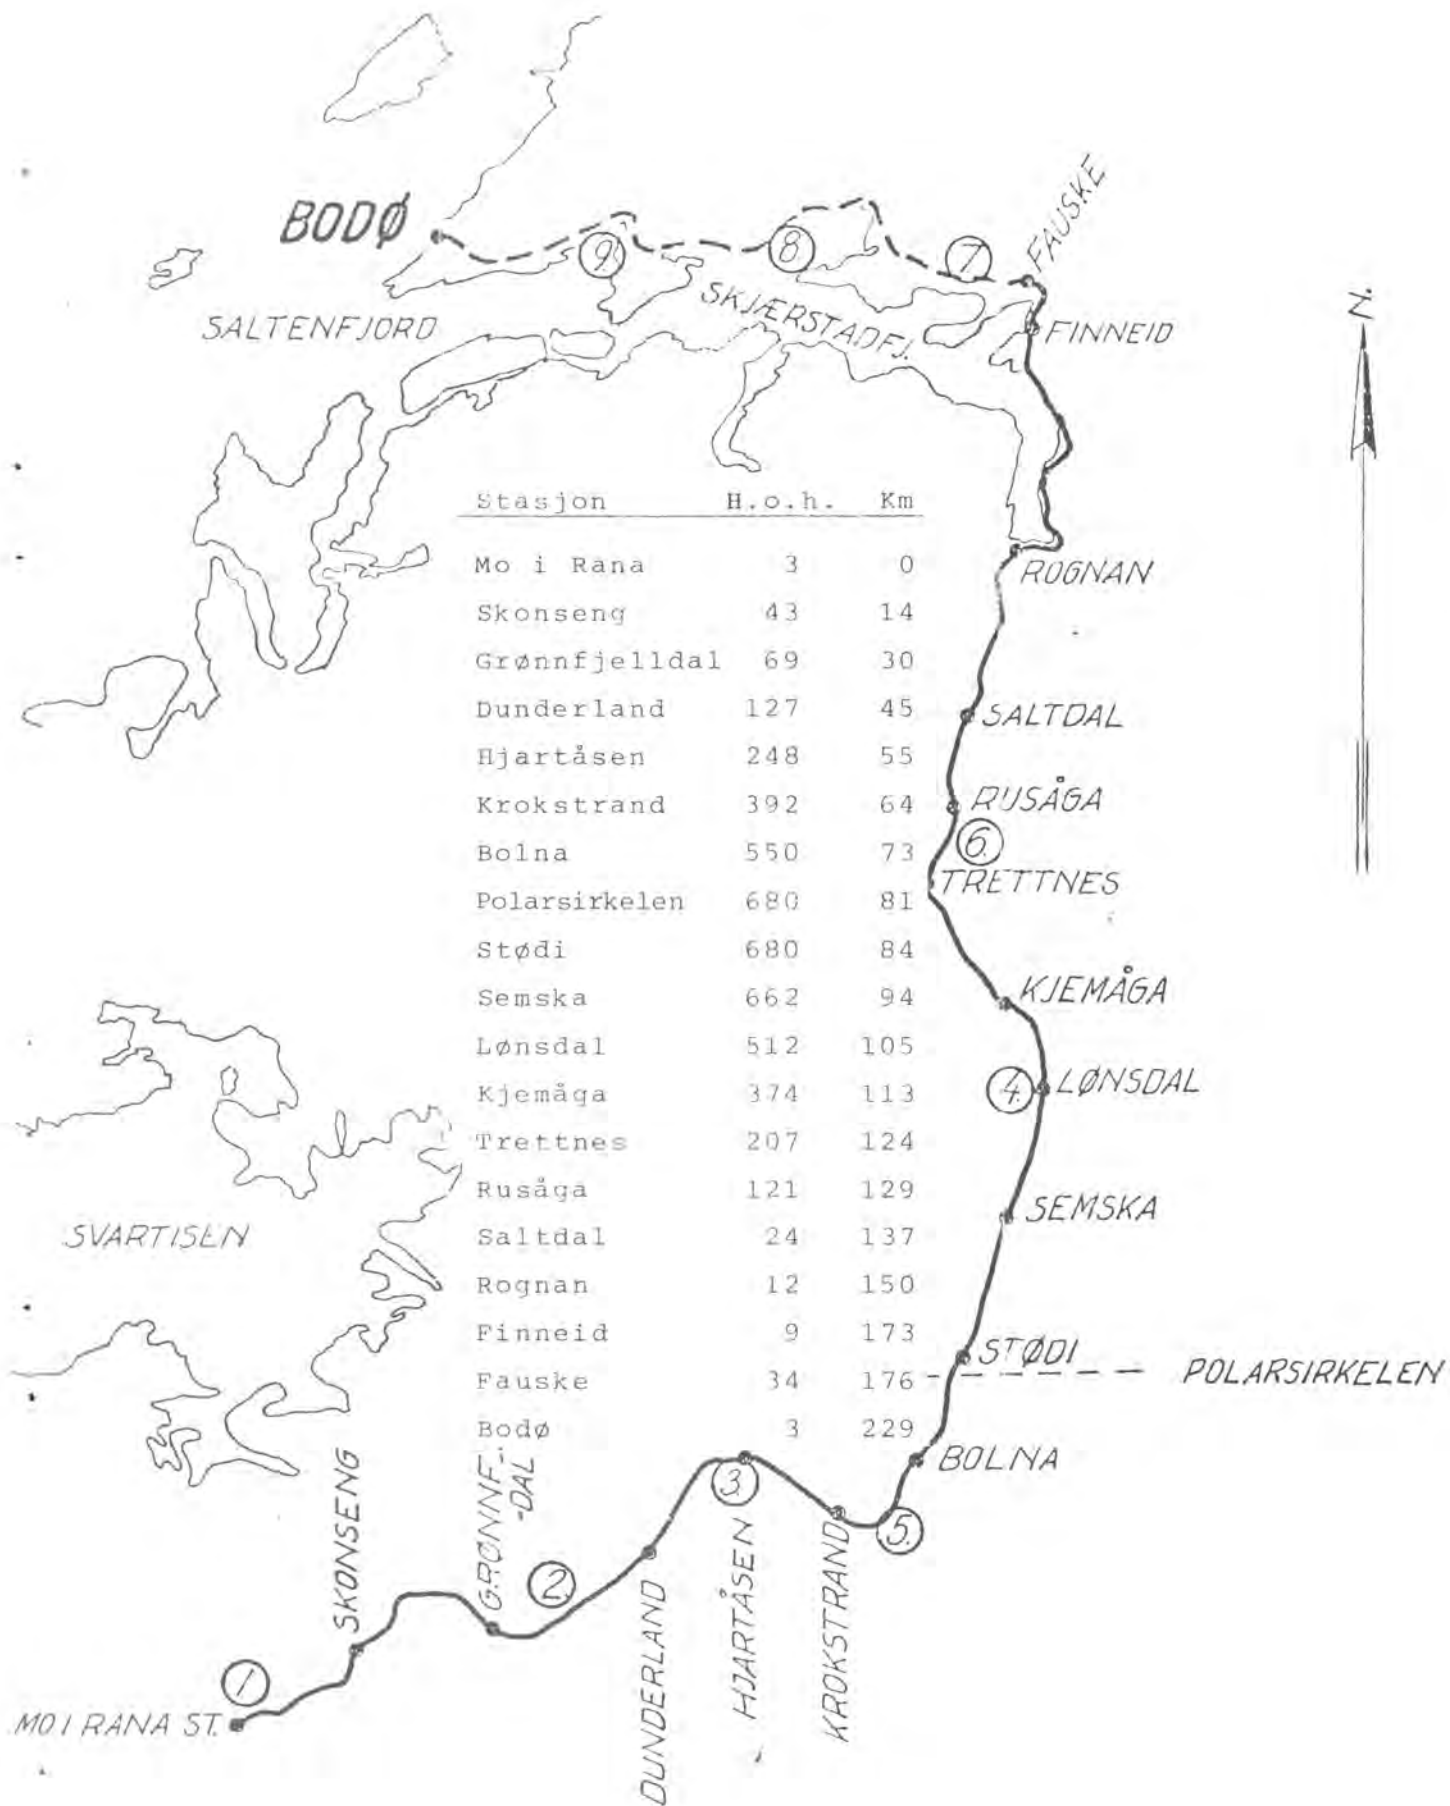 FAUSKE
BODØ
9.
8
7
SKJÆRSTADFJ.
SALTENFJORD
FINNEID
N.
Stasjon H.o.h. Km
Mo i Rana 3 0
Skonseng 43 14
Grønnfjelldal 69 30
Dunderland 127 45
Hjartåsen 248 55
Krokstrand 392 64
Bolna 550 73
Polarsirkelen 680 81
Stødi 680 84
Semska 662 94
Lønsdal 512 105
Kjemåga 374 113
Trettnes 207 124
Rusåga 121 129
Saltdal 24 137
Rognan 12 150
Finneid 9 173
Fauske 34 176
Bodø 3 229
ROGNAN
SALTDAL
RUSÅGA
6.
TRETTNES
KJEMÅGA
4.
LØNSDAL
SEMSKA
SVARTISEN
STØDI
POLARSIRKELEN
BOLNA
SKONSENG
GRØNNF.-
-DAL
3.
5.
2.
DUNDERLAND
HJARTÅSEN
KROKSTRAND
1
MO I RANA ST.